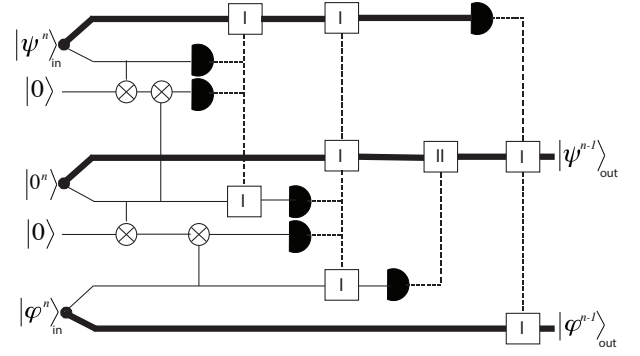 I I
|ψⁿ⟩in
|0⟩
I II I |ψⁿ⁻¹⟩out
|0ⁿ⟩
I
|0⟩
I
|φⁿ⟩in
I |φⁿ⁻¹⟩out